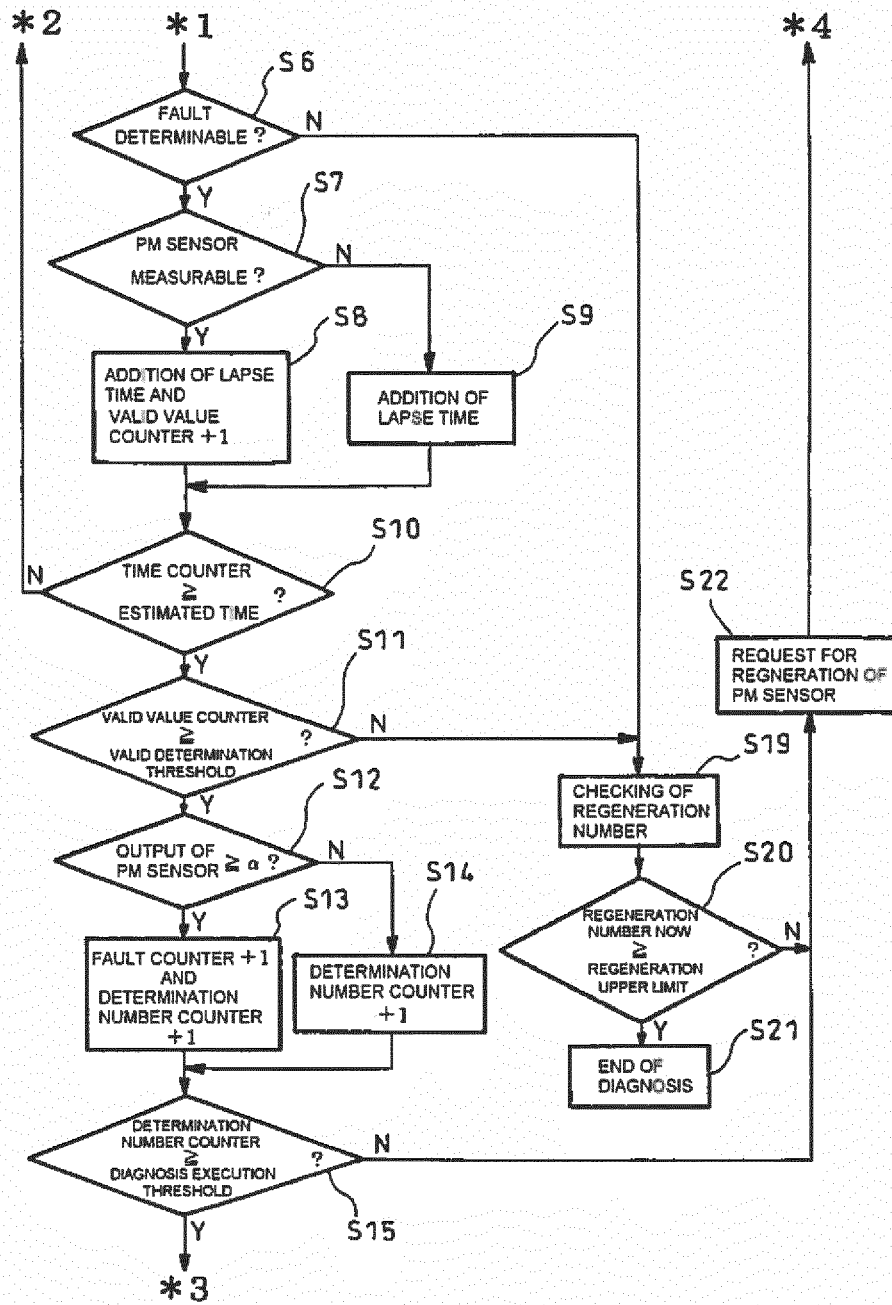 *2
*1
*4
S6
FAULT
DETERMINABLE ?
N
Y
S7
PM SENSOR
MEASURABLE ?
N
Y
S8
ADDITION OF LAPSE
TIME AND
VALID VALUE
COUNTER +1
S9
ADDITION OF
LAPSE TIME
S10
TIME COUNTER
≧
ESTIMATED TIME
?
N
Y
S11
VALID VALUE COUNTER
≧
VALID DETERMINATION
THRESHOLD
?
N
Y
S12
OUTPUT OF
PM SENSOR ≧ α ?
N
Y
S13
FAULT COUNTER +1
AND
DETERMINATION
NUMBER COUNTER
+1
S14
DETERMINATION
NUMBER COUNTER
+1
DETERMINATION
NUMBER COUNTER
≧
DIAGNOSIS EXECUTION
THRESHOLD
?
N
S15
Y
*3
S22
REQUEST FOR
REGNERATION OF
PM SENSOR
S19
CHECKING OF
REGENERATION
NUMBER
S20
REGENERATION
NUMBER NOW
≧
REGENERATION
UPPER LIMIT
?
N
Y
S21
END OF
DIAGNOSIS